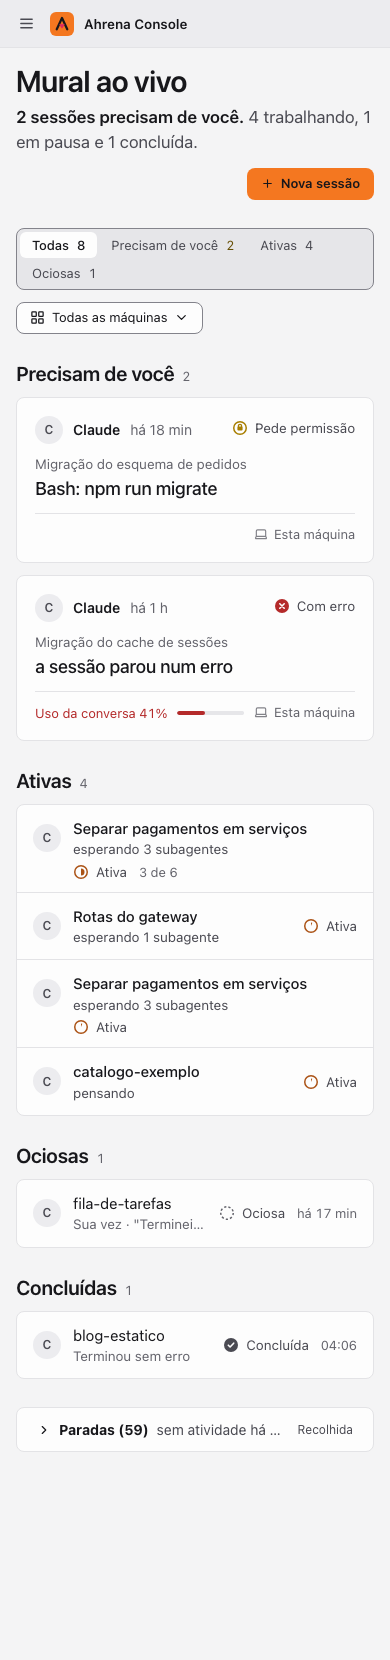 Ahrena Console
Mural ao vivo
2 sessões precisam de você. 4 trabalhando, 1
em pausa e 1 concluída.
+ Nova sessão
Todas 8 Precisam de você 2 Ativas 4
Ociosas 1
Todas as máquinas
Precisam de você 2
C Claude há 18 min Pede permissão
Migração do esquema de pedidos
Bash: npm run migrate
Esta máquina
C Claude há 1 h Com erro
Migração do cache de sessões
a sessão parou num erro
Uso da conversa 41% Esta máquina
Ativas 4
C Separar pagamentos em serviços
esperando 3 subagentes
Ativa 3 de 6
C Rotas do gateway
esperando 1 subagente
Ativa
C Separar pagamentos em serviços
esperando 3 subagentes
Ativa
C catalogo-exemplo
pensando
Ativa
Ociosas 1
C fila-de-tarefas
Sua vez · "Terminei...
Ociosa há 17 min
Concluídas 1
C blog-estatico
Terminou sem erro
Concluída 04:06
Paradas (59) sem atividade há ... Recolhida